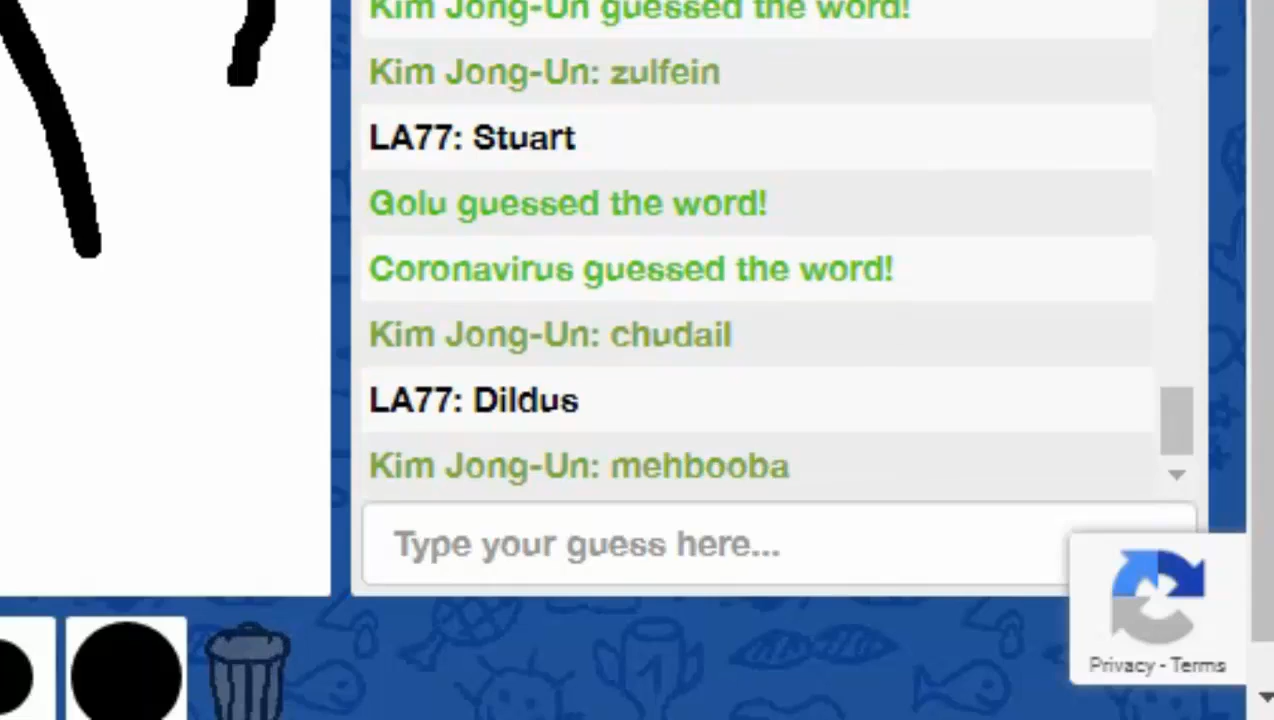 Kim Jong-Un guessed the word!
Kim Jong-Un: zulfein
LA77: Stuart
Golu guessed the word!
Coronavirus guessed the word!
Kim Jong-Un: chudail
LA77: Dildus
Kim Jong-Un: mehbooba
Type your guess here...
Privacy - Terms